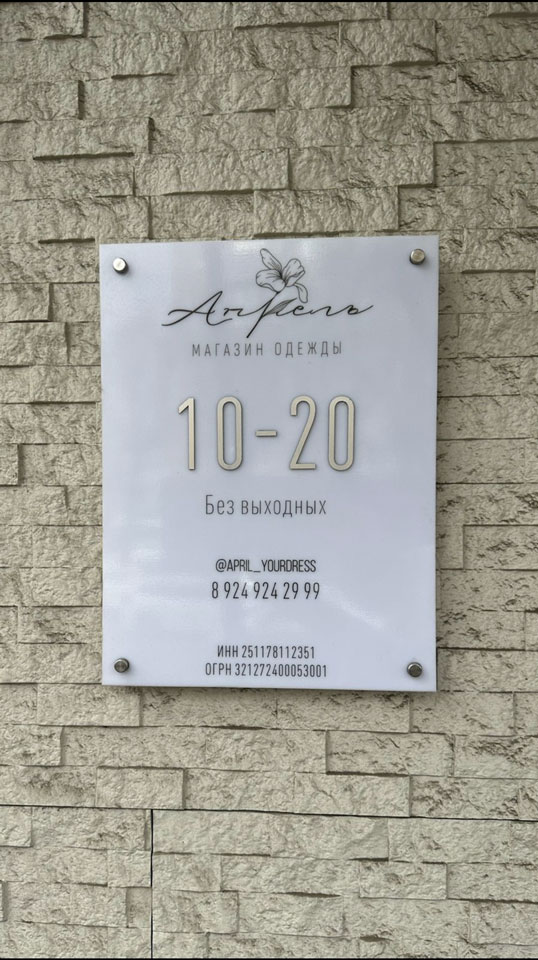 Апрель
МАГАЗИН ОДЕЖДЫ
10-20
Без выходных
@APRIL_YOURDRESS
8 924 924 29 99
ИНН 251178112351
ОГРН 321272400053001